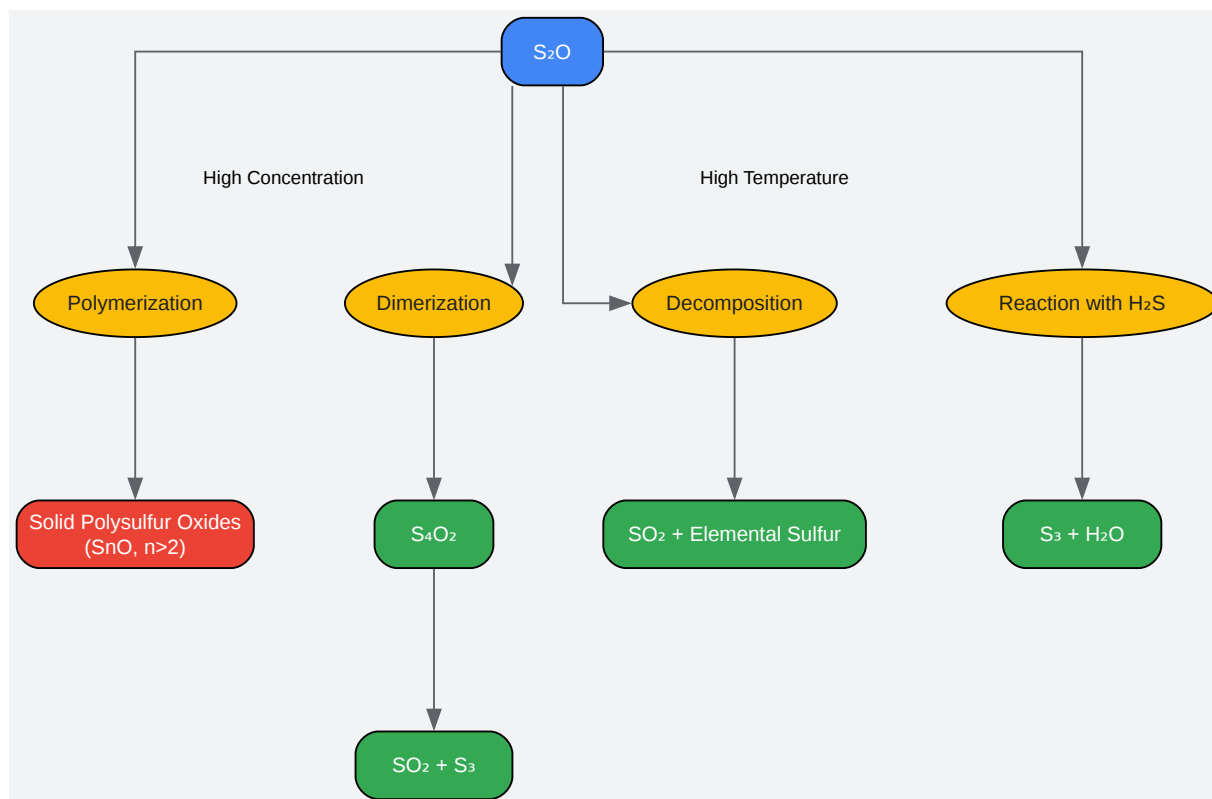 S₂O
High Concentration
High Temperature
Polymerization
Dimerization
Decomposition
Reaction with H₂S
Solid Polysulfur Oxides
(SnO, n>2)
S₄O₂
SO₂ + Elemental Sulfur
S₃ + H₂O
SO₂ + S₃